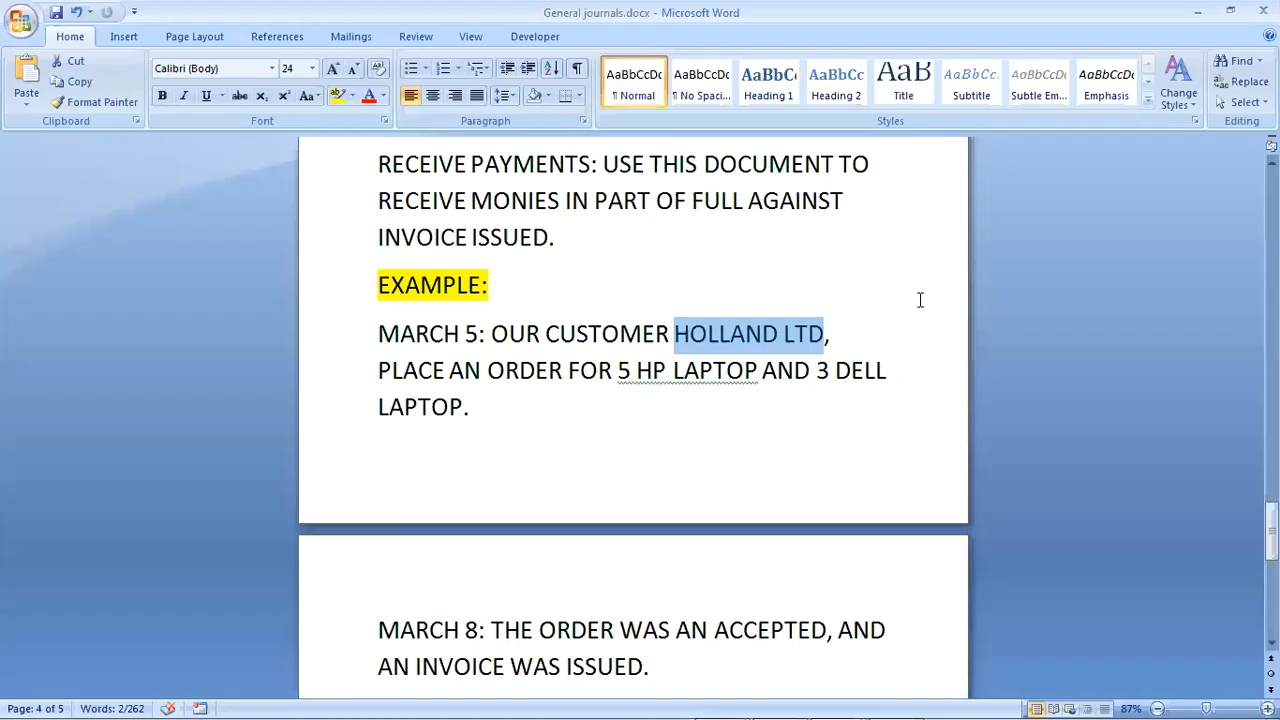 General journals.docx - Microsoft Word
Home Insert Page Layout References Mailings Review View Developer
Paste Cut Copy Format Painter Clipboard
Calibri (Body) 24 Font
Paragraph
AaBbCcDc ¶ Normal
AaBbCcDc ¶ No Spaci...
AaBbC Heading 1
AaBbCc Heading 2
AaB Title
AaBbCc. Subtitle
AaBbCcDc Subtle Em...
AaBbCcDc Emphasis
Change Styles Styles
Find Replace Select Editing
RECEIVE PAYMENTS: USE THIS DOCUMENT TO
RECEIVE MONIES IN PART OF FULL AGAINST
INVOICE ISSUED.
EXAMPLE:
MARCH 5: OUR CUSTOMER HOLLAND LTD,
PLACE AN ORDER FOR 5 HP LAPTOP AND 3 DELL
LAPTOP.
MARCH 8: THE ORDER WAS AN ACCEPTED, AND
AN INVOICE WAS ISSUED.
Page: 4 of 5 Words: 2/262 87%